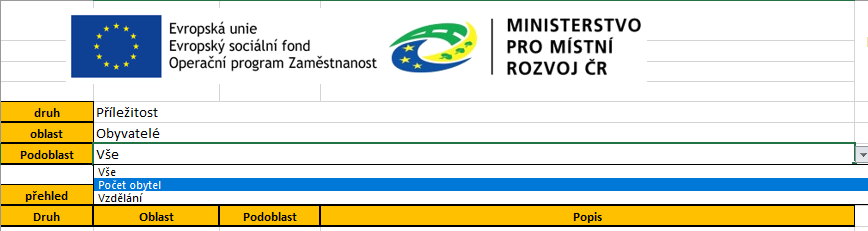 Evropská unie
Evropský sociální fond
Operační program Zaměstnanost
MINISTERSTVO
PRO MÍSTNÍ
ROZVOJ ČR
druh Příležitost
oblast Obyvatelé
Podoblast Vše
Vše
Počet obytel
Vzdělání
přehled
Druh Oblast Podoblast Popis